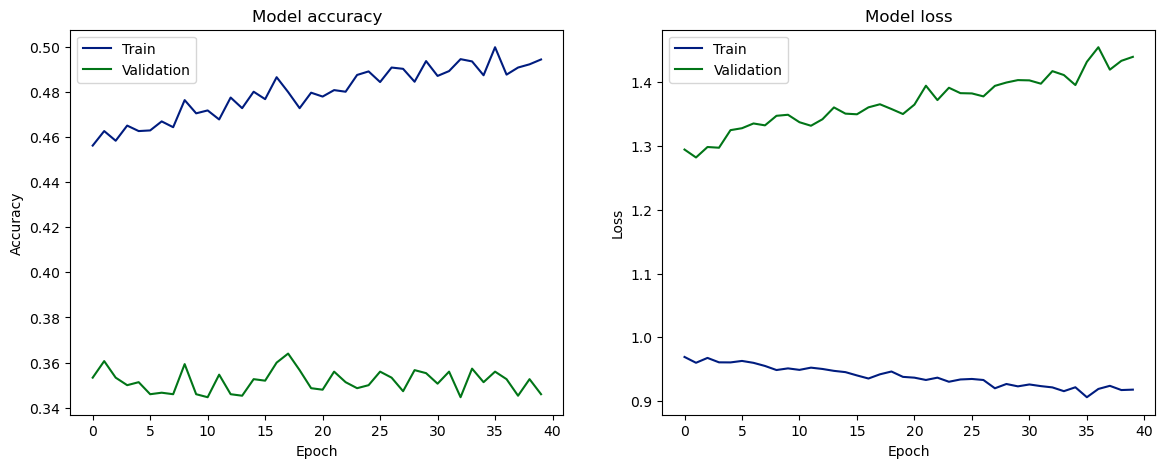 Model accuracy
Train
Validation
0.50
0.48
0.46
0.44
0.42
0.40
0.38
0.36
0.34
Accuracy
0 5 10 15 20 25 30 35 40
Epoch
Model loss
Train
Validation
1.4
1.3
1.2
1.1
1.0
0.9
Loss
0 5 10 15 20 25 30 35 40
Epoch